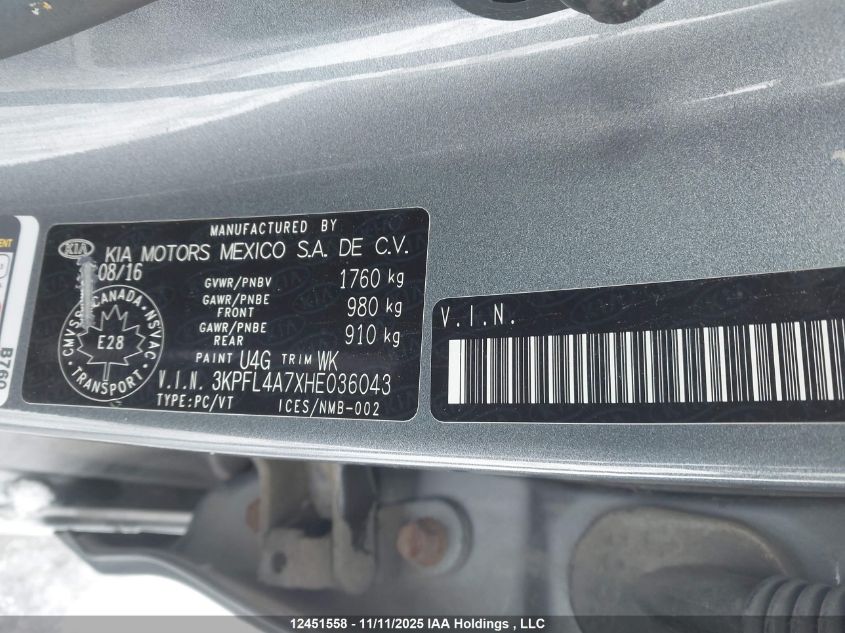 MANUFACTURED BY
KIA KIA MOTORS MEXICO S.A. DE C.V.
08/16
GVWR/PNBV 1760 kg
GAWR/PNBE FRONT 980 kg
GAWR/PNBE REAR 910 kg
PAINT U4G TRIM WK
V.I.N. 3KPFL4A7XHE036043
TYPE:PC/VT ICES/NMB-002
CANADA
NSVAC
E28
TRANSPORT
V.I.N.
B760
12451558 - 11/11/2025 IAA Holdings , LLC